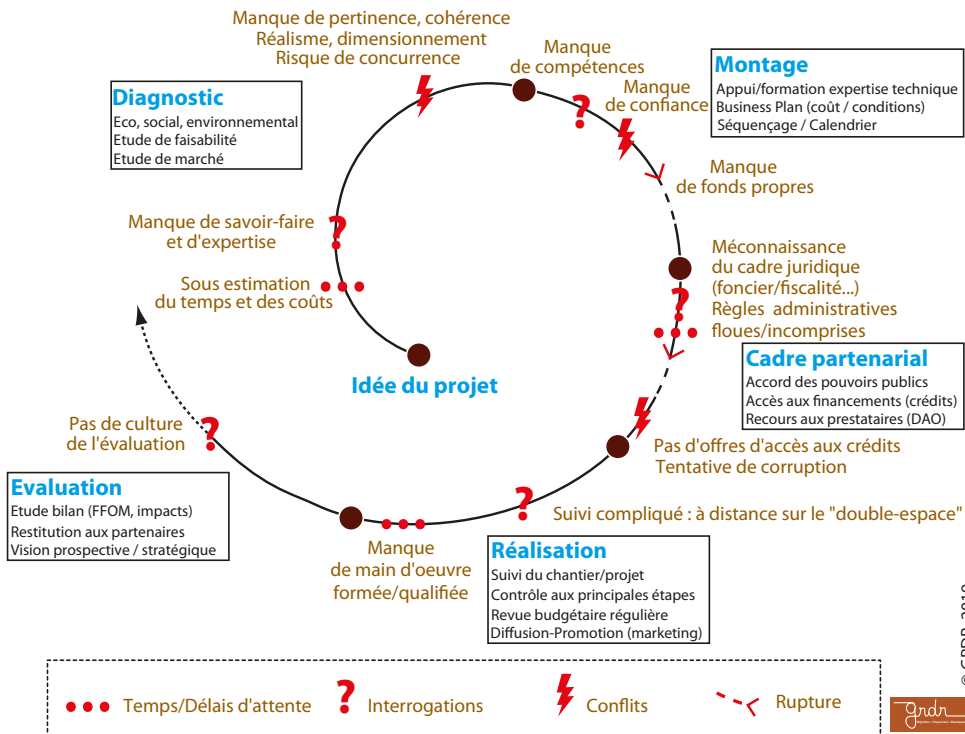 Manque de pertinence, cohérence
Réalisme, dimensionnement
Risque de concurrence
Manque
de compétences
Manque
de confiance
Montage
Appui/formation expertise technique
Business Plan (coût / conditions)
Séquençage / Calendrier
Diagnostic
Eco, social, environnemental
Etude de faisabilité
Etude de marché
?
Manque
de fonds propres
Manque de savoir-faire
et d'expertise
?
Sous estimation
du temps et des coûts
Méconnaissance
du cadre juridique
(foncier/fiscalité...)
Règles administratives
floues/incomprises
?
Idée du projet
Cadre partenarial
Accord des pouvoirs publics
Accès aux financements (crédits)
Recours aux prestataires (DAO)
Pas de culture
de l'évaluation
?
Pas d'offres d'accès aux crédits
Tentative de corruption
Evaluation
Etude bilan (FFOM, impacts)
Restitution aux partenaires
Vision prospective / stratégique
?
Suivi compliqué : à distance sur le "double-espace"
Manque
de main d'oeuvre
formée/qualifiée
Réalisation
Suivi du chantier/projet
Contrôle aux principales étapes
Revue budgétaire régulière
Diffusion-Promotion (marketing)
Temps/Délais d'attente
?
Interrogations
Conflits
Rupture
grdr